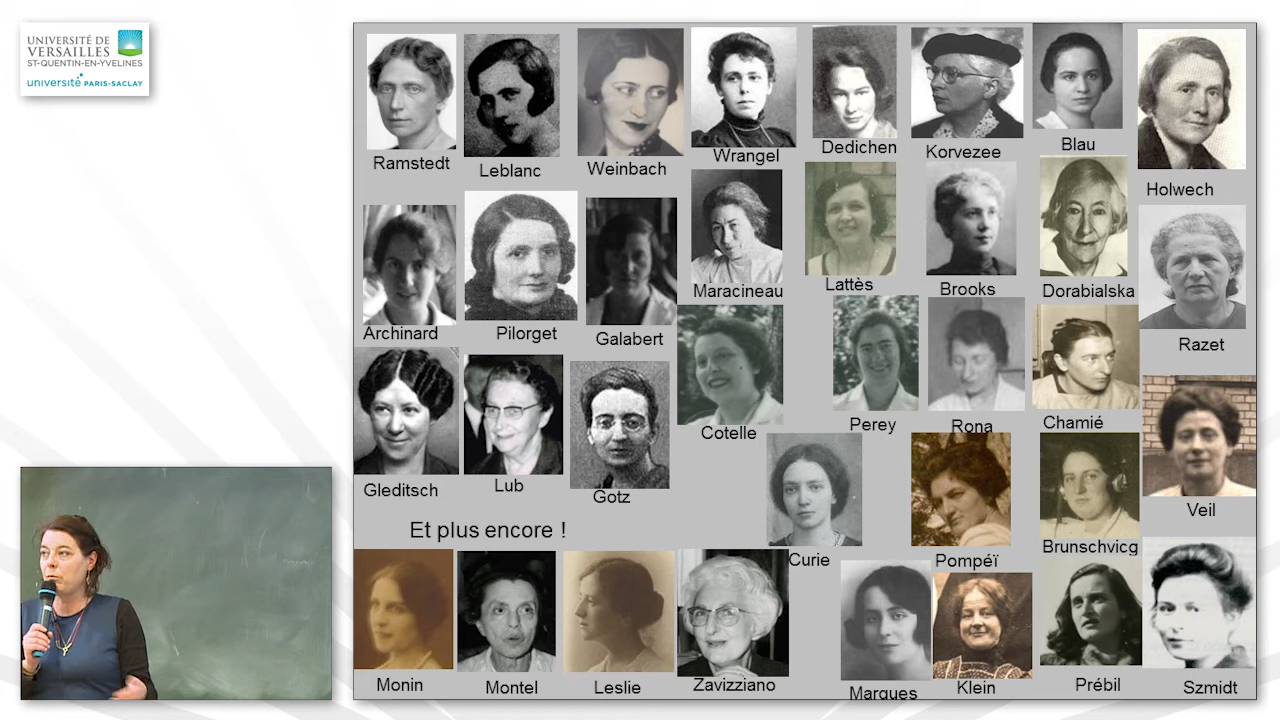 UNIVERSITÉ DE
VERSAILLES
ST-QUENTIN-EN-YVELINES
université PARIS-SACLAY
Ramstedt
Leblanc
Weinbach
Wrangel
Dedichen
Korvezee
Blau
Holwech
Archinard
Pilorget
Galabert
Maracineau
Lattès
Brooks
Dorabialska
Razet
Gleditsch
Lub
Gotz
Cotelle
Perey
Rona
Chamié
Veil
Et plus encore !
Curie
Pompéï
Brunschvicg
Monin
Montel
Leslie
Zavizziano
Marques
Klein
Prébil
Szmidt